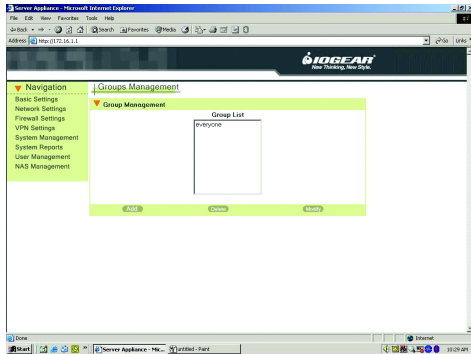 Server Appliance - Microsoft Internet Explorer
File Edit View Favorites Tools Help
Back Search Favorites Media
Address http://172.16.1.1 Go Links
IOGEAR
New Thinking, New Style.
Navigation
Basic Settings
Network Settings
Firewall Settings
VPN Settings
System Management
System Reports
User Management
NAS Management
Groups Management
Group Management
Group List
everyone
Add Delete Modify
Done Internet
Start Server Appliance - Mic... untitled - Paint 10:29 AM